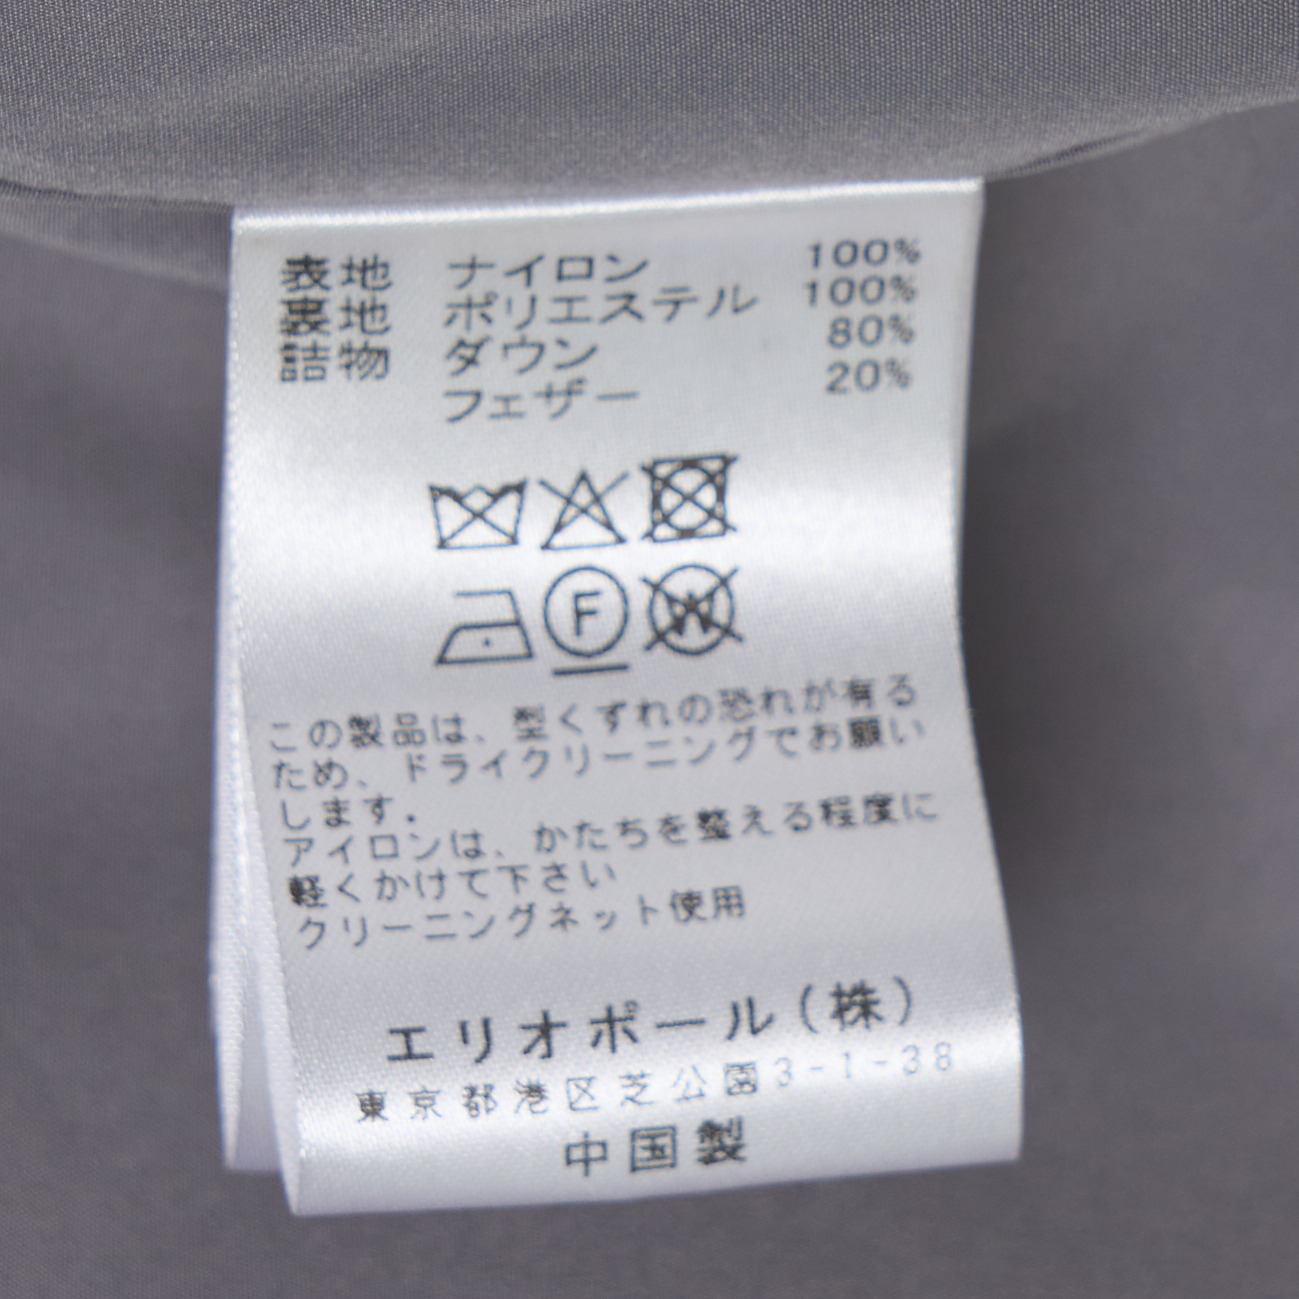 表地 ナイロン 100%
裏地 ポリエステル 100%
詰物 ダウン 80%
フェザー 20%
F W
この製品は、型くずれの恐れが有る
ため、ドライクリーニングでお願い
します.
アイロンは、かたちを整える程度に
軽くかけて下さい
クリーニングネット使用
エリオポール(株)
東京都港区芝公園3-1-38
中国製